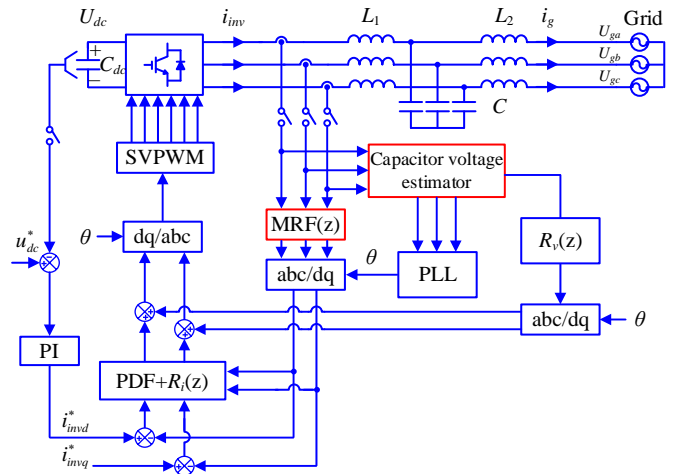 U_dc
i_inv
L_1
L_2
i_g
Grid
U_ga
U_gb
U_gc
+
C_dc
−
C
SVPWM
Capacitor voltage
estimator
MRF(z)
θ
dq/abc
u*_dc
θ
R_v(z)
abc/dq
PLL
abc/dq
θ
PI
PDF+R_i(z)
i*_invd
i*_invq